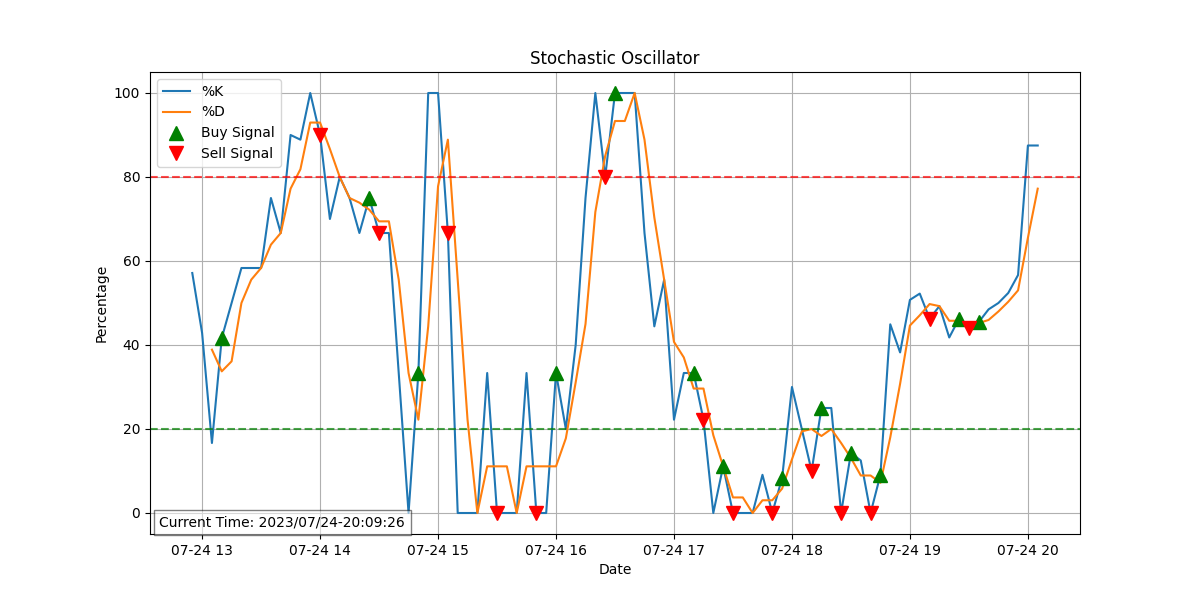 Stochastic Oscillator
%K
%D
Buy Signal
Sell Signal
Percentage
100
80
60
40
20
0
Current Time: 2023/07/24-20:09:26
07-24 13
07-24 14
07-24 15
07-24 16
07-24 17
07-24 18
07-24 19
07-24 20
Date